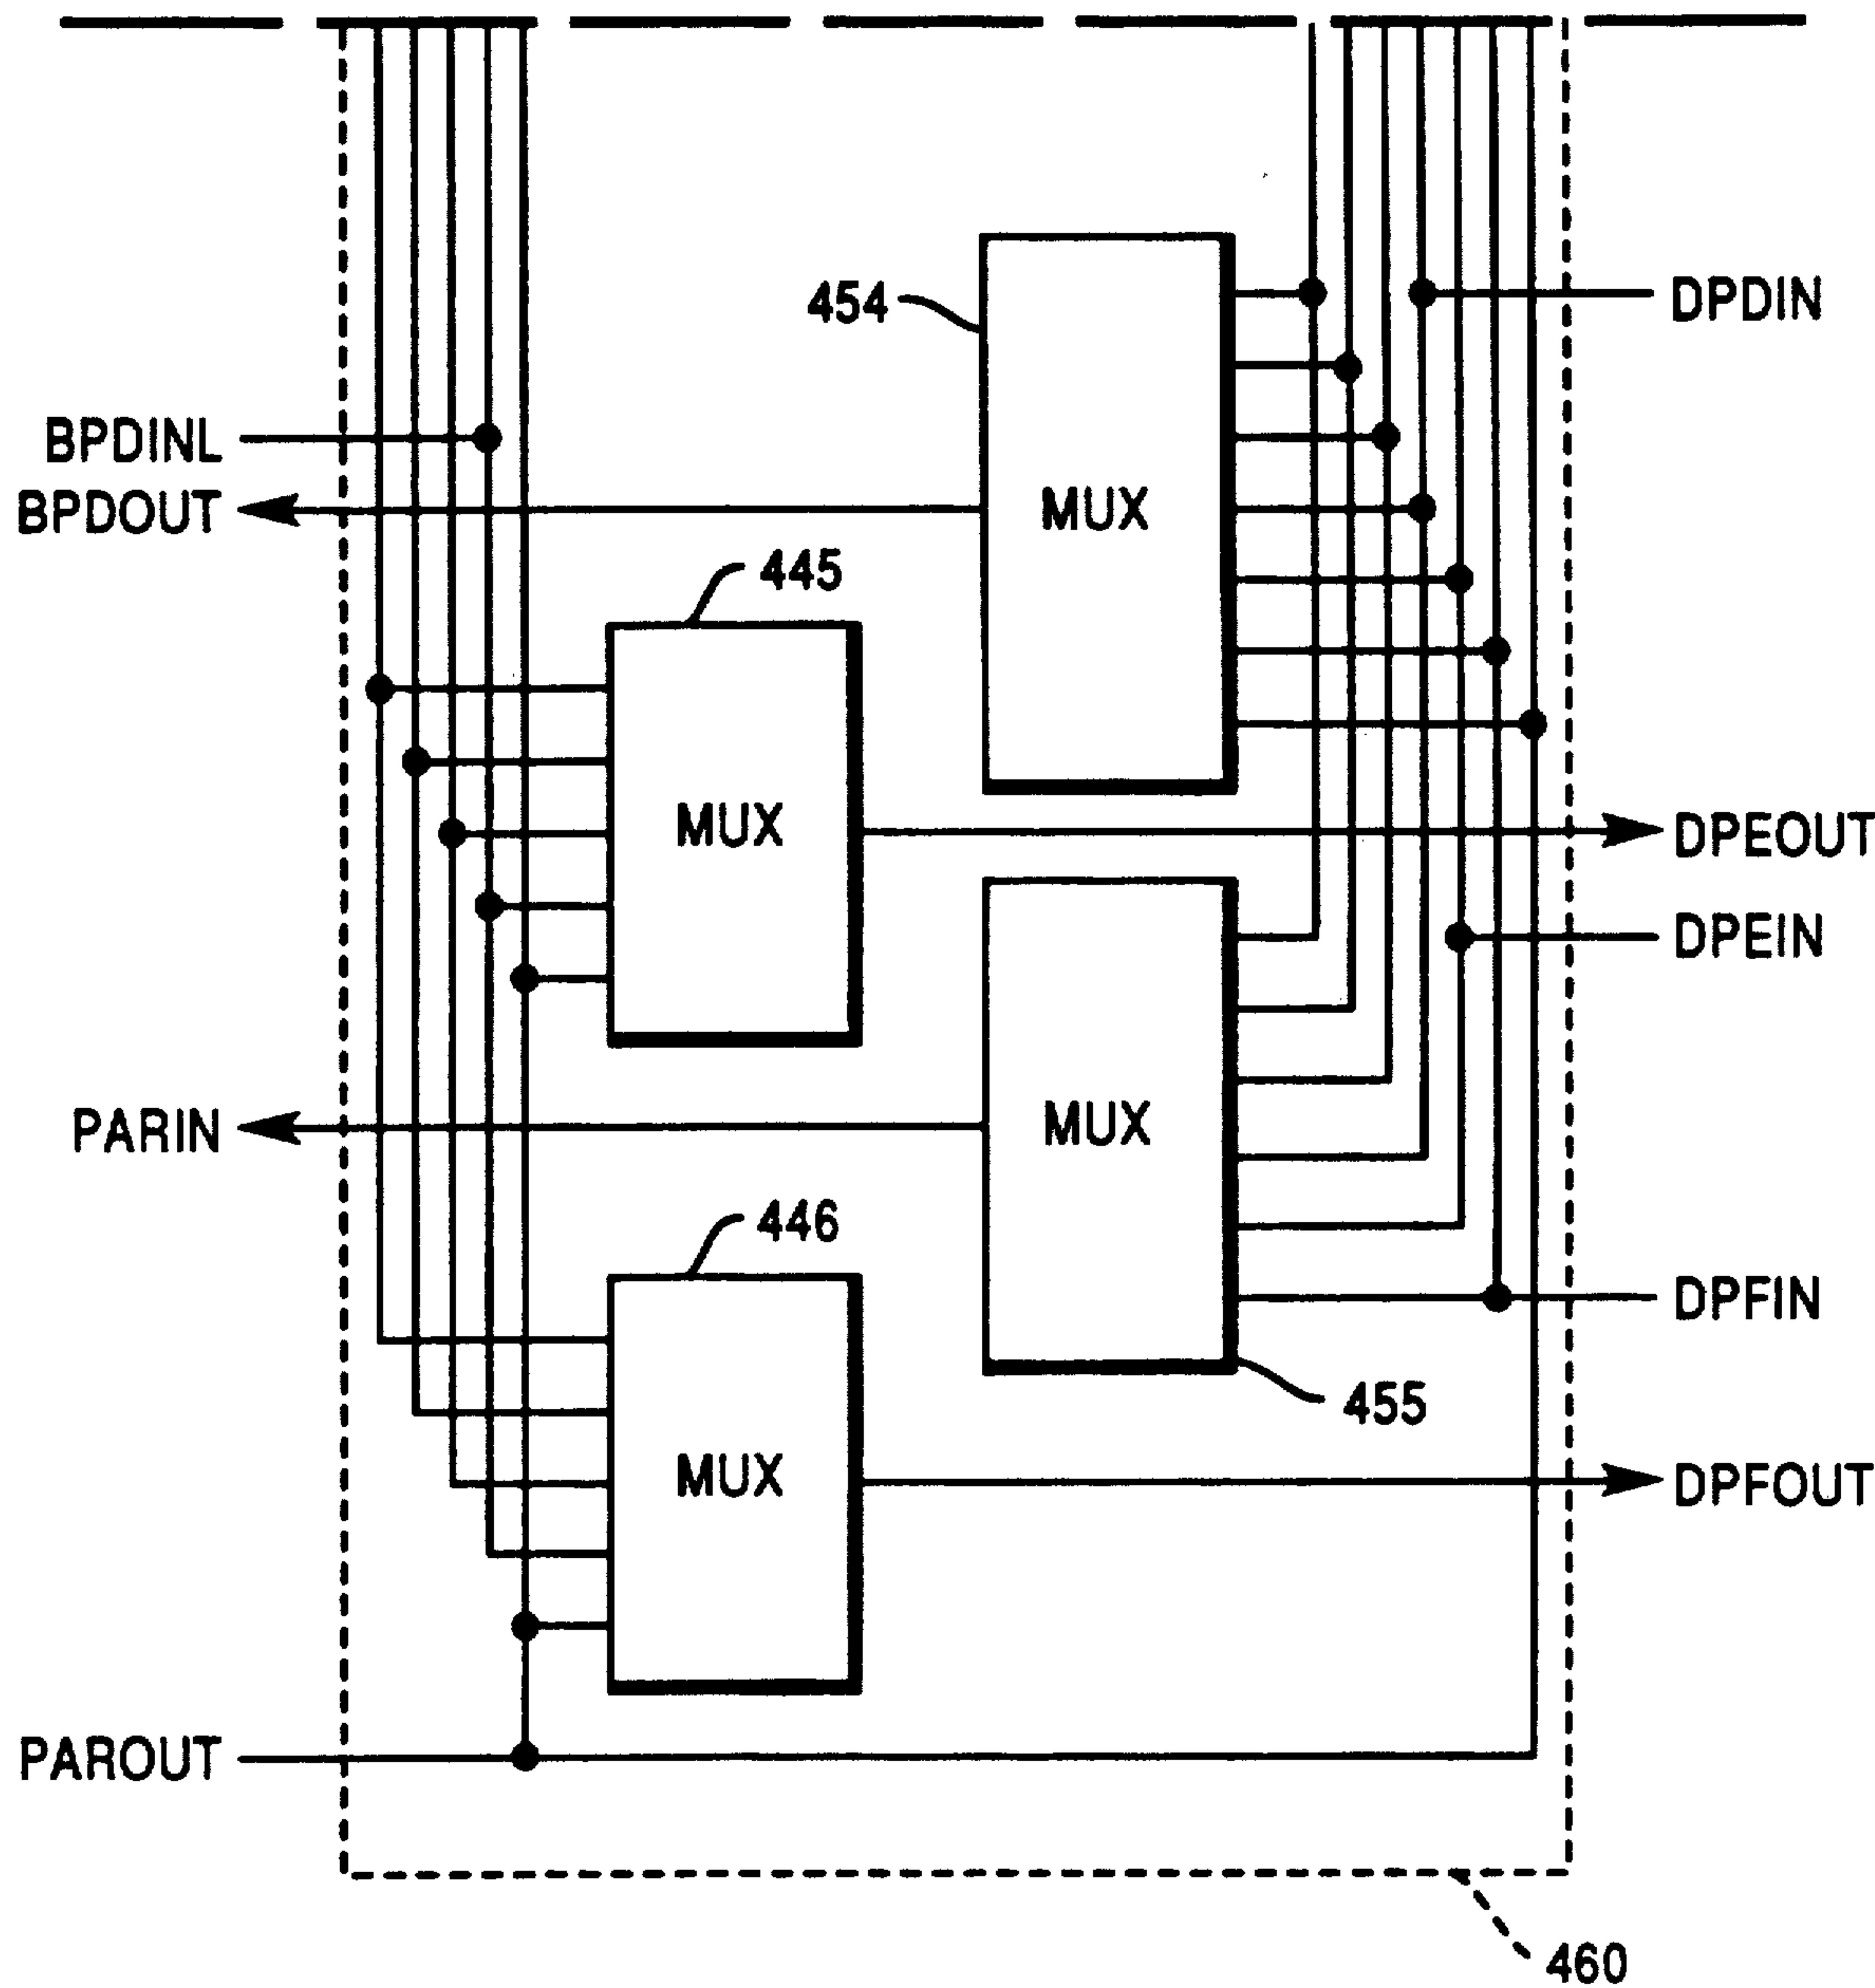 454
DPDIN
BPDINL
BPDOUT
MUX
445
MUX
DPEOUT
DPEIN
PARIN
MUX
446
DPFIN
455
MUX
DPFOUT
PAROUT
460